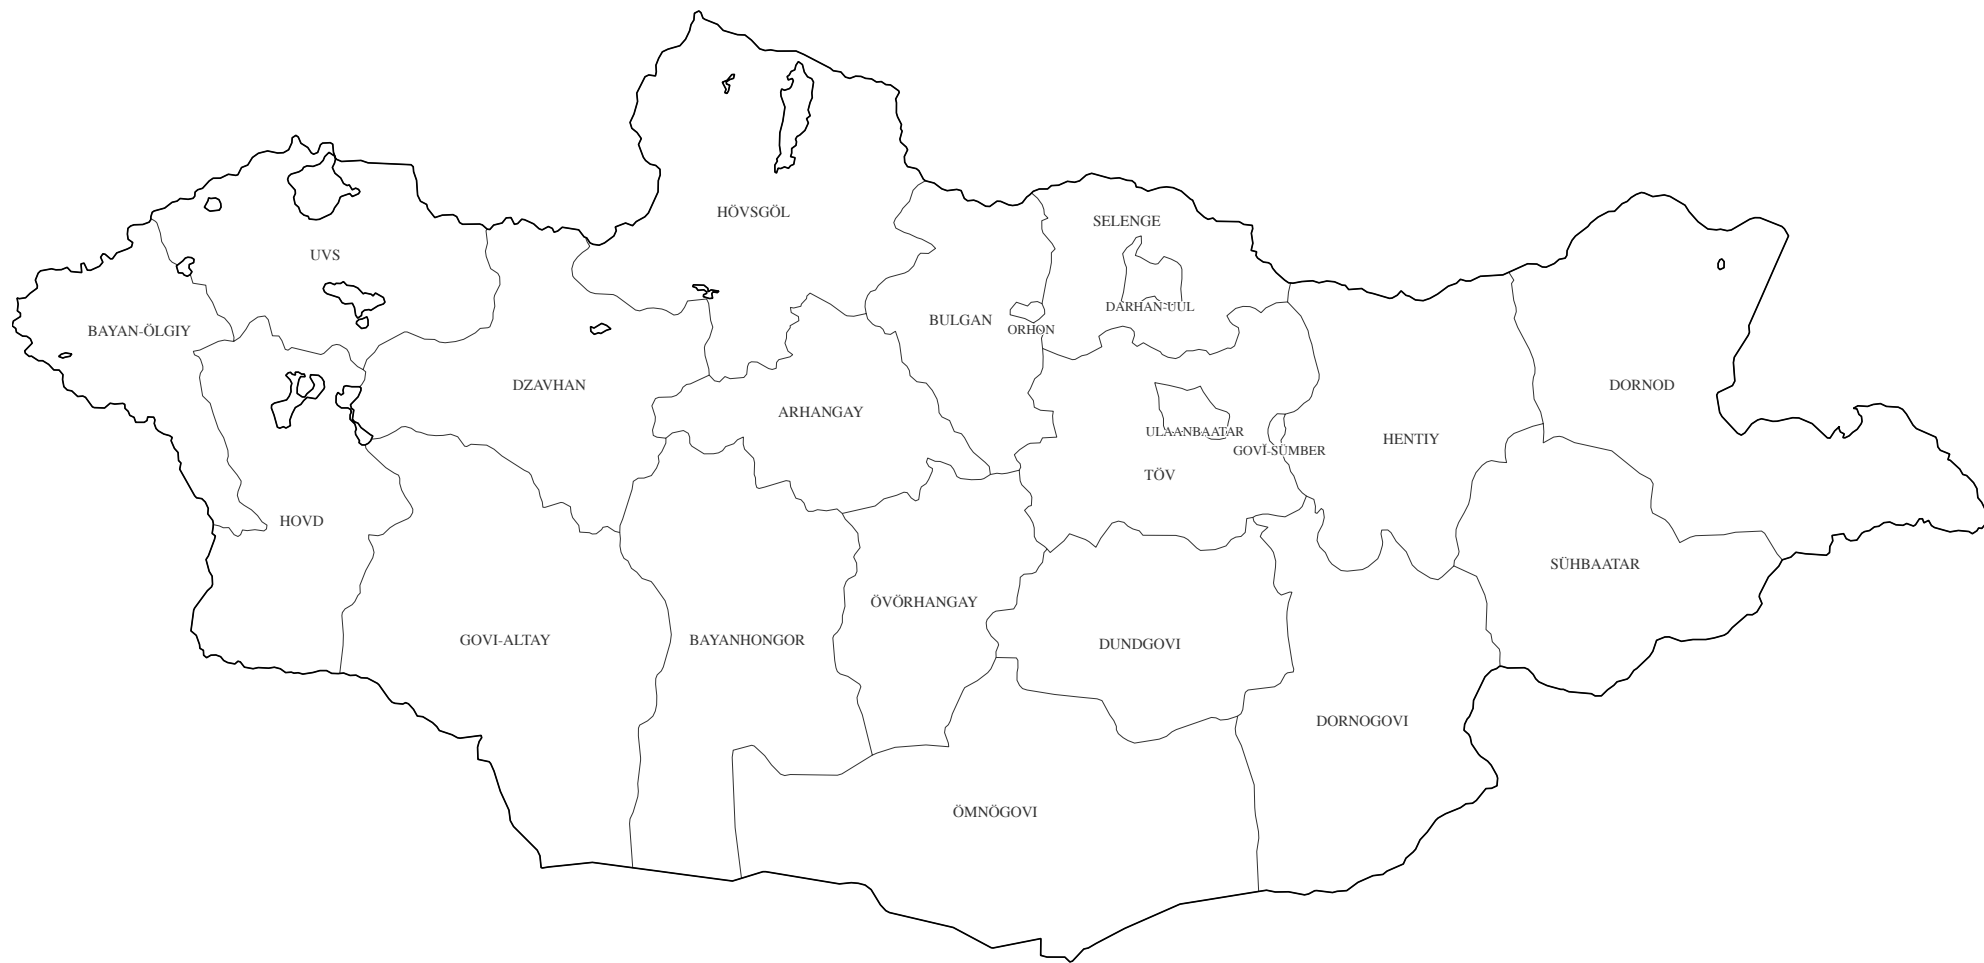 HÖVSGÖL
SELENGE
UVS
DARHAN-UUL
BULGAN
ORHON
BAYAN-ÖLGIY
DZAVHAN
DORNOD
ARHANGAY
ULAANBAATAR
HENTIY
GOVĬ-SÜMBER
TÖV
HOVD
SÜHBAATAR
ÖVÖRHANGAY
GOVI-ALTAY
BAYANHONGOR
DUNDGOVI
DORNOGOVI
ÖMNÖGOVI